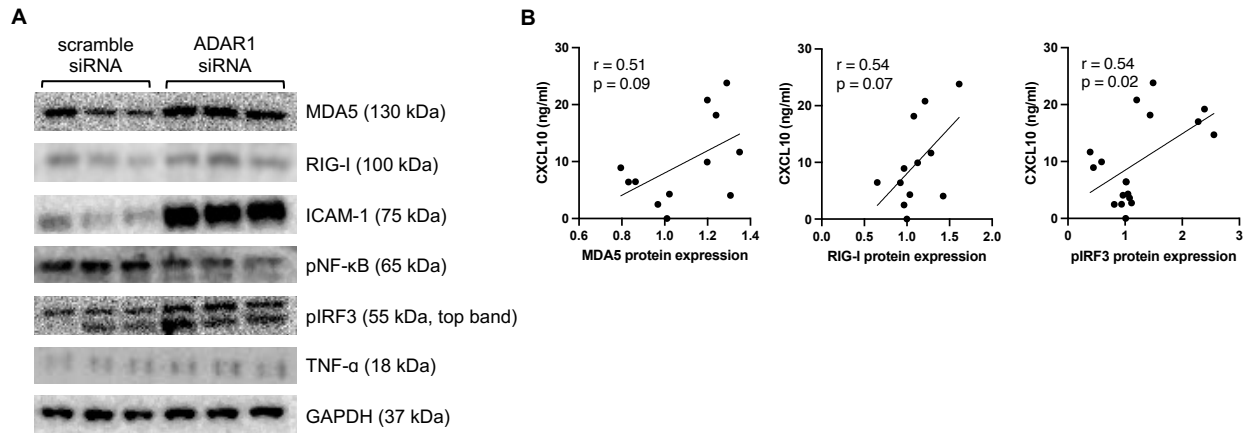 A
scramble
siRNA
ADAR1
siRNA
MDA5 (130 kDa)
RIG-I (100 kDa)
ICAM-1 (75 kDa)
pNF-κB (65 kDa)
pIRF3 (55 kDa, top band)
TNF-α (18 kDa)
GAPDH (37 kDa)
B
30
20
10
0
CXCL10 (ng/ml)
r = 0.51
p = 0.09
0.6 0.8 1.0 1.2 1.4
MDA5 protein expression
30
20
10
0
CXCL10 (ng/ml)
r = 0.54
p = 0.07
0.0 0.5 1.0 1.5 2.0
RIG-I protein expression
30
20
10
0
CXCL10 (ng/ml)
r = 0.54
p = 0.02
0 1 2 3
pIRF3 protein expression